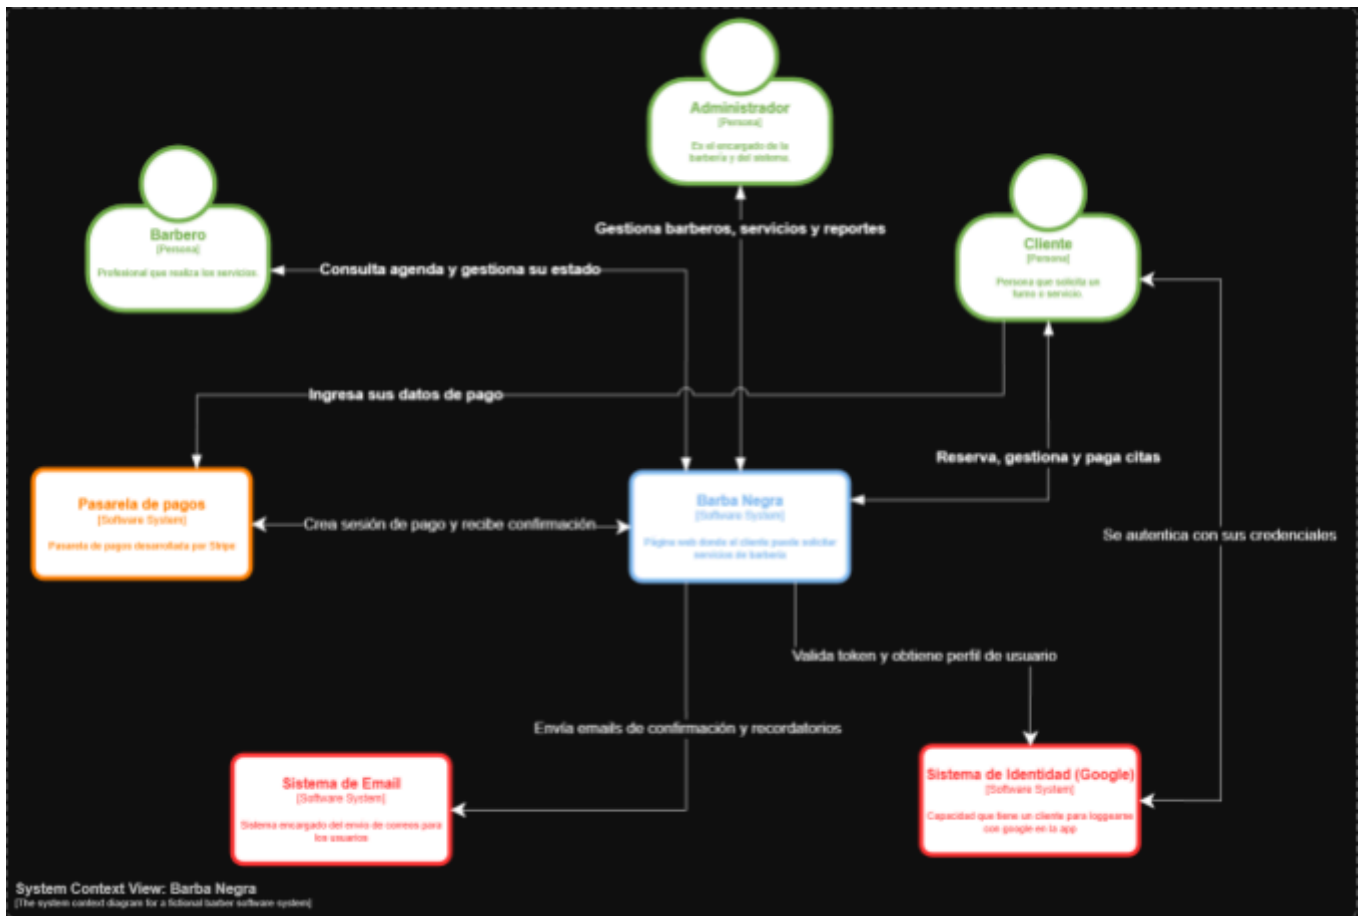 Administrador
[Persona]
Es el encargado de la
barbería y del sistema.
Barbero
[Persona]
Profesional que realiza los servicios.
Cliente
[Persona]
Persona que solicita un
turno o servicio.
Gestiona barberos, servicios y reportes
Consulta agenda y gestiona su estado
Ingresa sus datos de pago
Reserva, gestiona y paga citas
Pasarela de pagos
[Software System]
Pasarela de pagos desarrollada por Stripe
Crea sesión de pago y recibe confirmación
Barba Negra
[Software System]
Página web donde el cliente puede solicitar
servicios de barbería
Se autentica con sus credenciales
Valida token y obtiene perfil de usuario
Envía emails de confirmación y recordatorios
Sistema de Email
[Software System]
Sistema encargado del envío de correos para
los usuarios.
Sistema de Identidad (Google)
[Software System]
Capacidad que tiene un cliente para loggearse
con google en la app
System Context View: Barba Negra
[The system context diagram for a fictional barber software system]